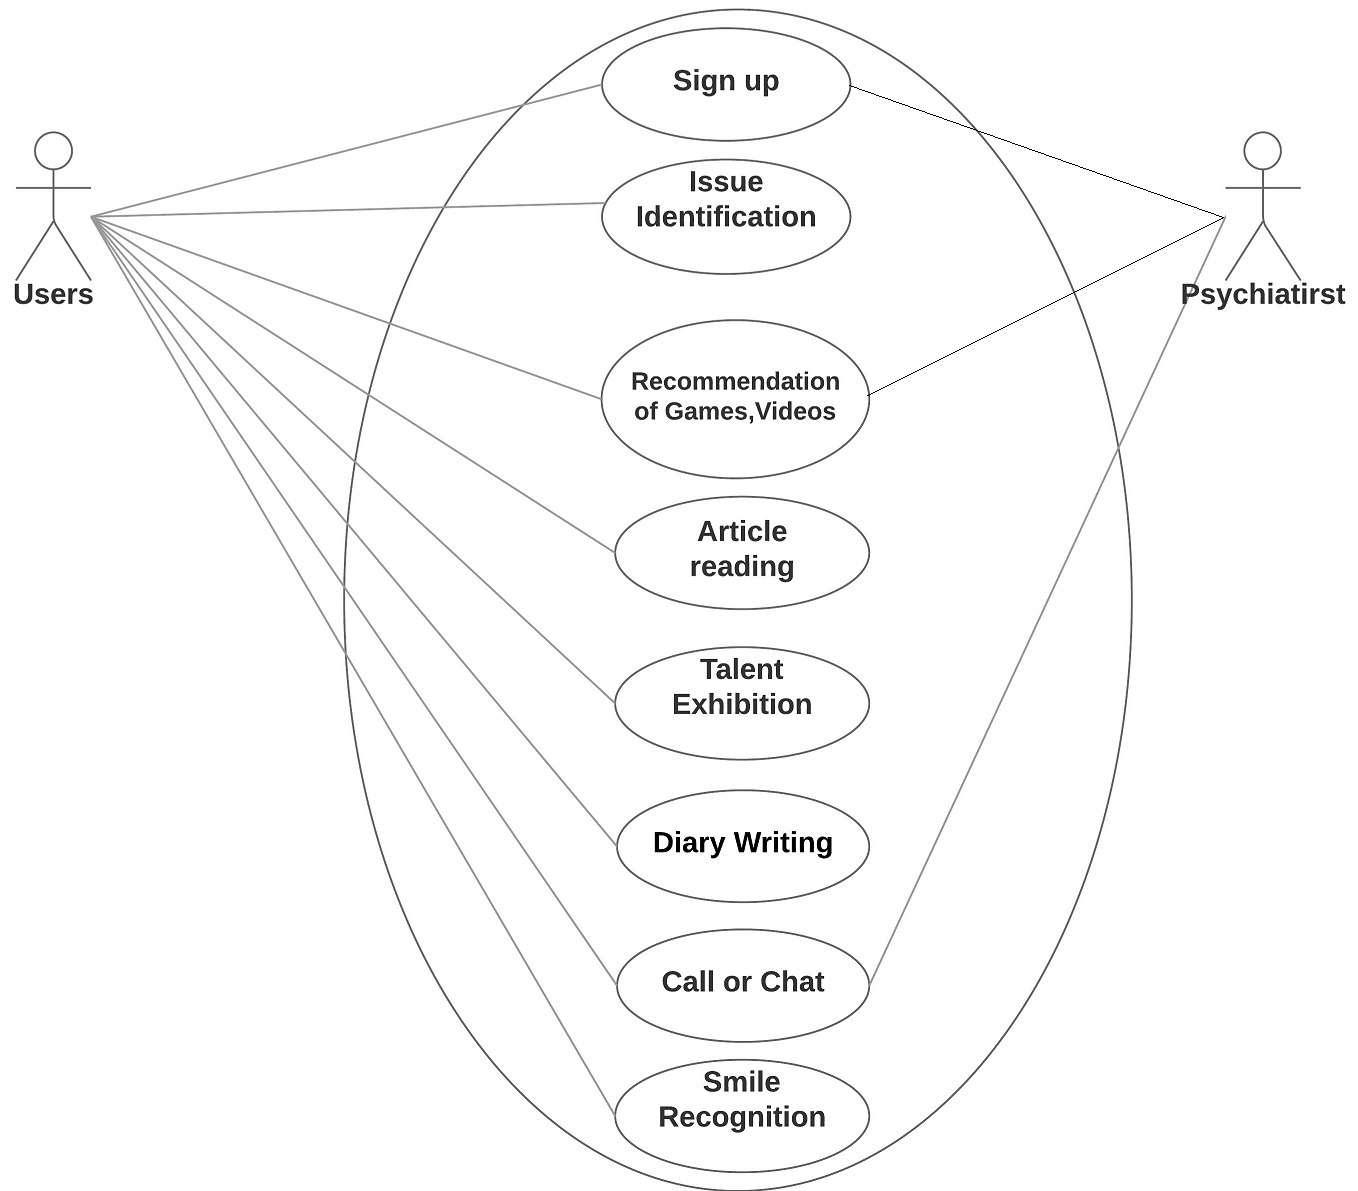 Sign up
Issue
Identification
Users
Psychiatirst
Recommendation
of Games,Videos
Article
reading
Talent
Exhibition
Diary Writing
Call or Chat
Smile
Recognition